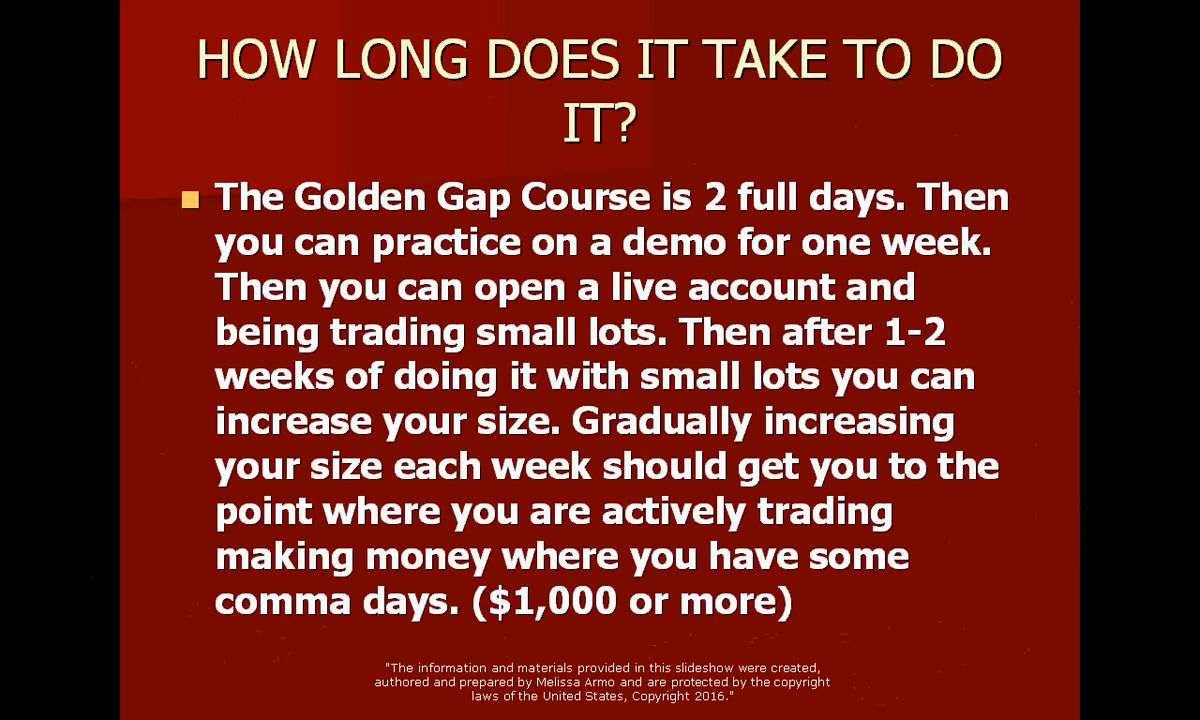 HOW LONG DOES IT TAKE TO DO
IT?
The Golden Gap Course is 2 full days. Then
you can practice on a demo for one week.
Then you can open a live account and
being trading small lots. Then after 1-2
weeks of doing it with small lots you can
increase your size. Gradually increasing
your size each week should get you to the
point where you are actively trading
making money where you have some
comma days. ($1,000 or more)
"The information and materials provided in this slideshow were created,
authored and prepared by Melissa Armo and are protected by the copyright
laws of the United States, Copyright 2016."